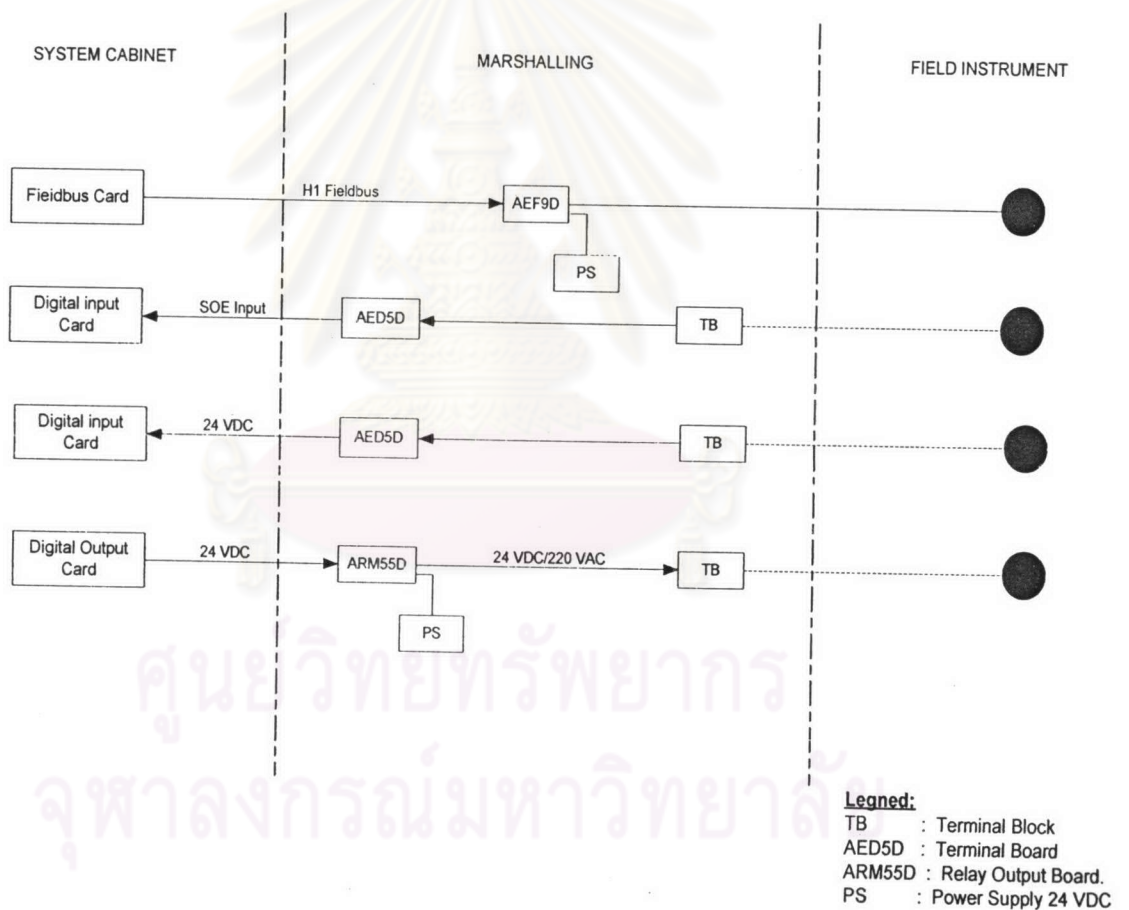 SYSTEM CABINET
MARSHALLING
FIELD INSTRUMENT
Fieidbus Card
H1 Fieldbus
AEF9D
PS
Digital input
Card
SOE Input
AED5D
TB
Digital input
Card
24 VDC
AED5D
TB
Digital Output
Card
24 VDC
ARM55D
24 VDC/220 VAC
TB
PS
ศูนย์วิทยทรัพยากร
จุฬาลงกรณ์มหาวิทยาลัย
Legned:
TB : Terminal Block
AED5D : Terminal Board
ARM55D : Relay Output Board.
PS : Power Supply 24 VDC